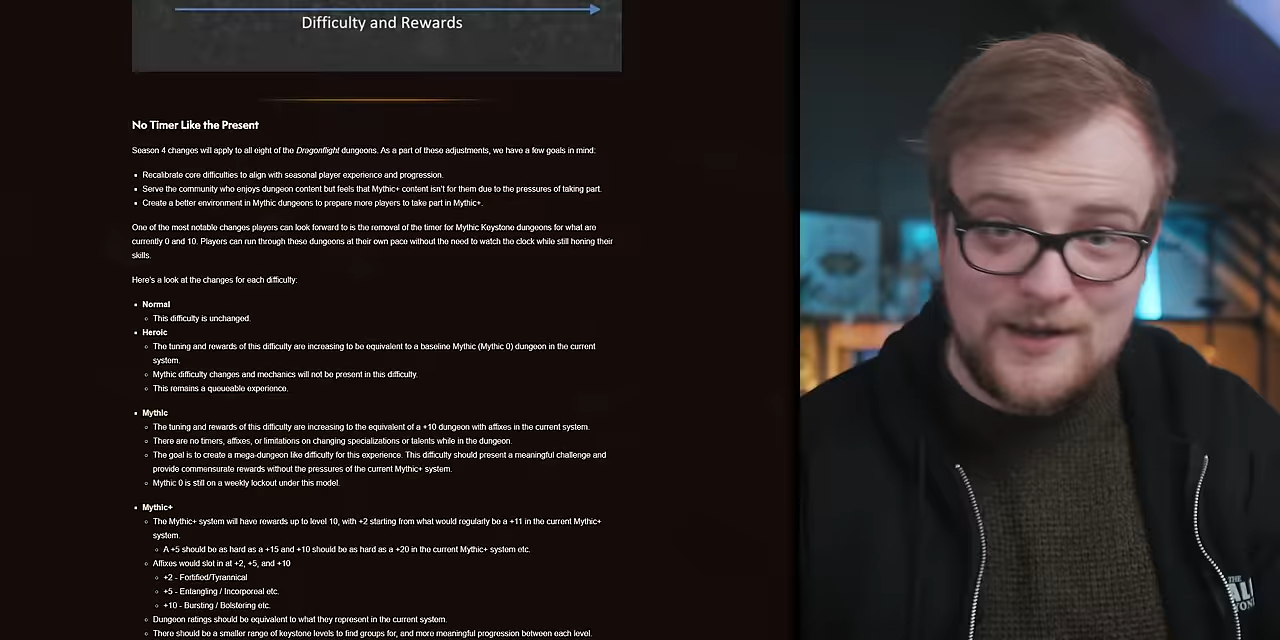 Difficulty and Rewards
No Timer Like the Present
Season 4 changes will apply to all eight of the Dragonflight dungeons. As a part of these adjustments, we have a few goals in mind:
Recalibrate core difficulties to align with seasonal player experience and progression.
Serve the community who enjoys dungeon content but feels that Mythic+ content isn't for them due to the pressures of taking part.
Create a better environment in Mythic dungeons to prepare more players to take part in Mythic+.
One of the most notable changes players can look forward to is the removal of the timer for Mythic Keystone dungeons for what are
currently 0 and 10. Players can run through these dungeons at their own pace without the need to watch the clock while still honing their
skills.
Here's a look at the changes for each difficulty:
Normal
This difficulty is unchanged.
Heroic
The tuning and rewards of this difficulty are increasing to be equivalent to a baseline Mythic (Mythic 0) dungeon in the current
system.
Mythic difficulty changes and mechanics will not be present in this difficulty.
This remains a queueable experience.
Mythic
The tuning and rewards of this difficulty are increasing to the equivalent of a +10 dungeon with affixes in the current system.
There are no timers, affixes, or limitations on changing specializations or talents while in the dungeon.
The goal is to create a mega-dungeon like difficulty for this experience. This difficulty should present a meaningful challenge and
provide commensurate rewards without the pressures of the current Mythic+ system.
Mythic 0 is still on a weekly lockout under this model.
Mythic+
The Mythic+ system will have rewards up to level 10, with +2 starting from what would regularly be a +11 in the current Mythic+
system.
A +5 should be as hard as a +15 and +10 should be as hard as a +20 in the current Mythic+ system etc.
Affixes would slot in at +2, +5, and +10
+2 - Fortified/Tyrannical
+5 - Entangling / Incorporeal etc.
+10 - Bursting / Bolstering etc.
Dungeon ratings should be equivalent to what they represent in the current system.
There should be a smaller range of keystone levels to find groups for, and more meaningful progression between each level.
THE